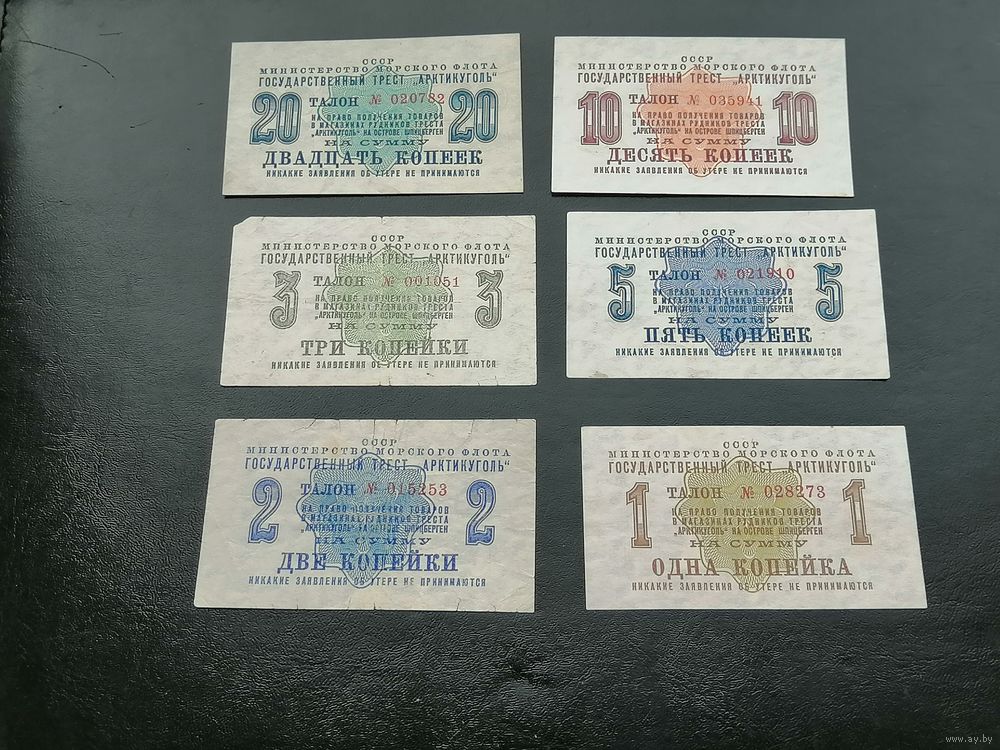 СССР
МИНИСТЕРСТВО МОРСКОГО ФЛОТА
ГОСУДАРСТВЕННЫЙ ТРЕСТ „АРКТИКУГОЛЬ“
ТАЛОН № 020782
20 20
НА ПРАВО ПОЛУЧЕНИЯ ТОВАРОВ
В МАГАЗИНАХ РУДНИКОВ ТРЕСТА
„АРКТИКУГОЛЬ“ НА ОСТРОВЕ ШПИЦБЕРГЕН
НА СУММУ
ДВАДЦАТЬ КОПЕЕК
НИКАКИЕ ЗАЯВЛЕНИЯ ОБ УТЕРЕ НЕ ПРИНИМАЮТСЯ
СССР
МИНИСТЕРСТВО МОРСКОГО ФЛОТА
ГОСУДАРСТВЕННЫЙ ТРЕСТ „АРКТИКУГОЛЬ“
ТАЛОН № 035941
10 10
НА ПРАВО ПОЛУЧЕНИЯ ТОВАРОВ
В МАГАЗИНАХ РУДНИКОВ ТРЕСТА
„АРКТИКУГОЛЬ“ НА ОСТРОВЕ ШПИЦБЕРГЕН
НА СУММУ
ДЕСЯТЬ КОПЕЕК
НИКАКИЕ ЗАЯВЛЕНИЯ ОБ УТЕРЕ НЕ ПРИНИМАЮТСЯ
СССР
МИНИСТЕРСТВО МОРСКОГО ФЛОТА
ГОСУДАРСТВЕННЫЙ ТРЕСТ „АРКТИКУГОЛЬ“
ТАЛОН № 001051
3 3
НА ПРАВО ПОЛУЧЕНИЯ ТОВАРОВ
В МАГАЗИНАХ РУДНИКОВ ТРЕСТА
„АРКТИКУГОЛЬ“ НА ОСТРОВЕ ШПИЦБЕРГЕН
НА СУММУ
ТРИ КОПЕЙКИ
НИКАКИЕ ЗАЯВЛЕНИЯ ОБ УТЕРЕ НЕ ПРИНИМАЮТСЯ
СССР
МИНИСТЕРСТВО МОРСКОГО ФЛОТА
ГОСУДАРСТВЕННЫЙ ТРЕСТ „АРКТИКУГОЛЬ“
ТАЛОН № 021910
5 5
НА ПРАВО ПОЛУЧЕНИЯ ТОВАРОВ
В МАГАЗИНАХ РУДНИКОВ ТРЕСТА
„АРКТИКУГОЛЬ“ НА ОСТРОВЕ ШПИЦБЕРГЕН
НА СУММУ
ПЯТЬ КОПЕЕК
НИКАКИЕ ЗАЯВЛЕНИЯ ОБ УТЕРЕ НЕ ПРИНИМАЮТСЯ
СССР
МИНИСТЕРСТВО МОРСКОГО ФЛОТА
ГОСУДАРСТВЕННЫЙ ТРЕСТ „АРКТИКУГОЛЬ“
ТАЛОН № 015253
2 2
НА ПРАВО ПОЛУЧЕНИЯ ТОВАРОВ
В МАГАЗИНАХ РУДНИКОВ ТРЕСТА
„АРКТИКУГОЛЬ“ НА ОСТРОВЕ ШПИЦБЕРГЕН
НА СУММУ
ДВЕ КОПЕЙКИ
НИКАКИЕ ЗАЯВЛЕНИЯ ОБ УТЕРЕ НЕ ПРИНИМАЮТСЯ
СССР
МИНИСТЕРСТВО МОРСКОГО ФЛОТА
ГОСУДАРСТВЕННЫЙ ТРЕСТ „АРКТИКУГОЛЬ“
ТАЛОН № 028273
1 1
НА ПРАВО ПОЛУЧЕНИЯ ТОВАРОВ
В МАГАЗИНАХ РУДНИКОВ ТРЕСТА
„АРКТИКУГОЛЬ“ НА ОСТРОВЕ ШПИЦБЕРГЕН
НА СУММУ
ОДНА КОПЕЙКА
НИКАКИЕ ЗАЯВЛЕНИЯ ОБ УТЕРЕ НЕ ПРИНИМАЮТСЯ
www.ay.by